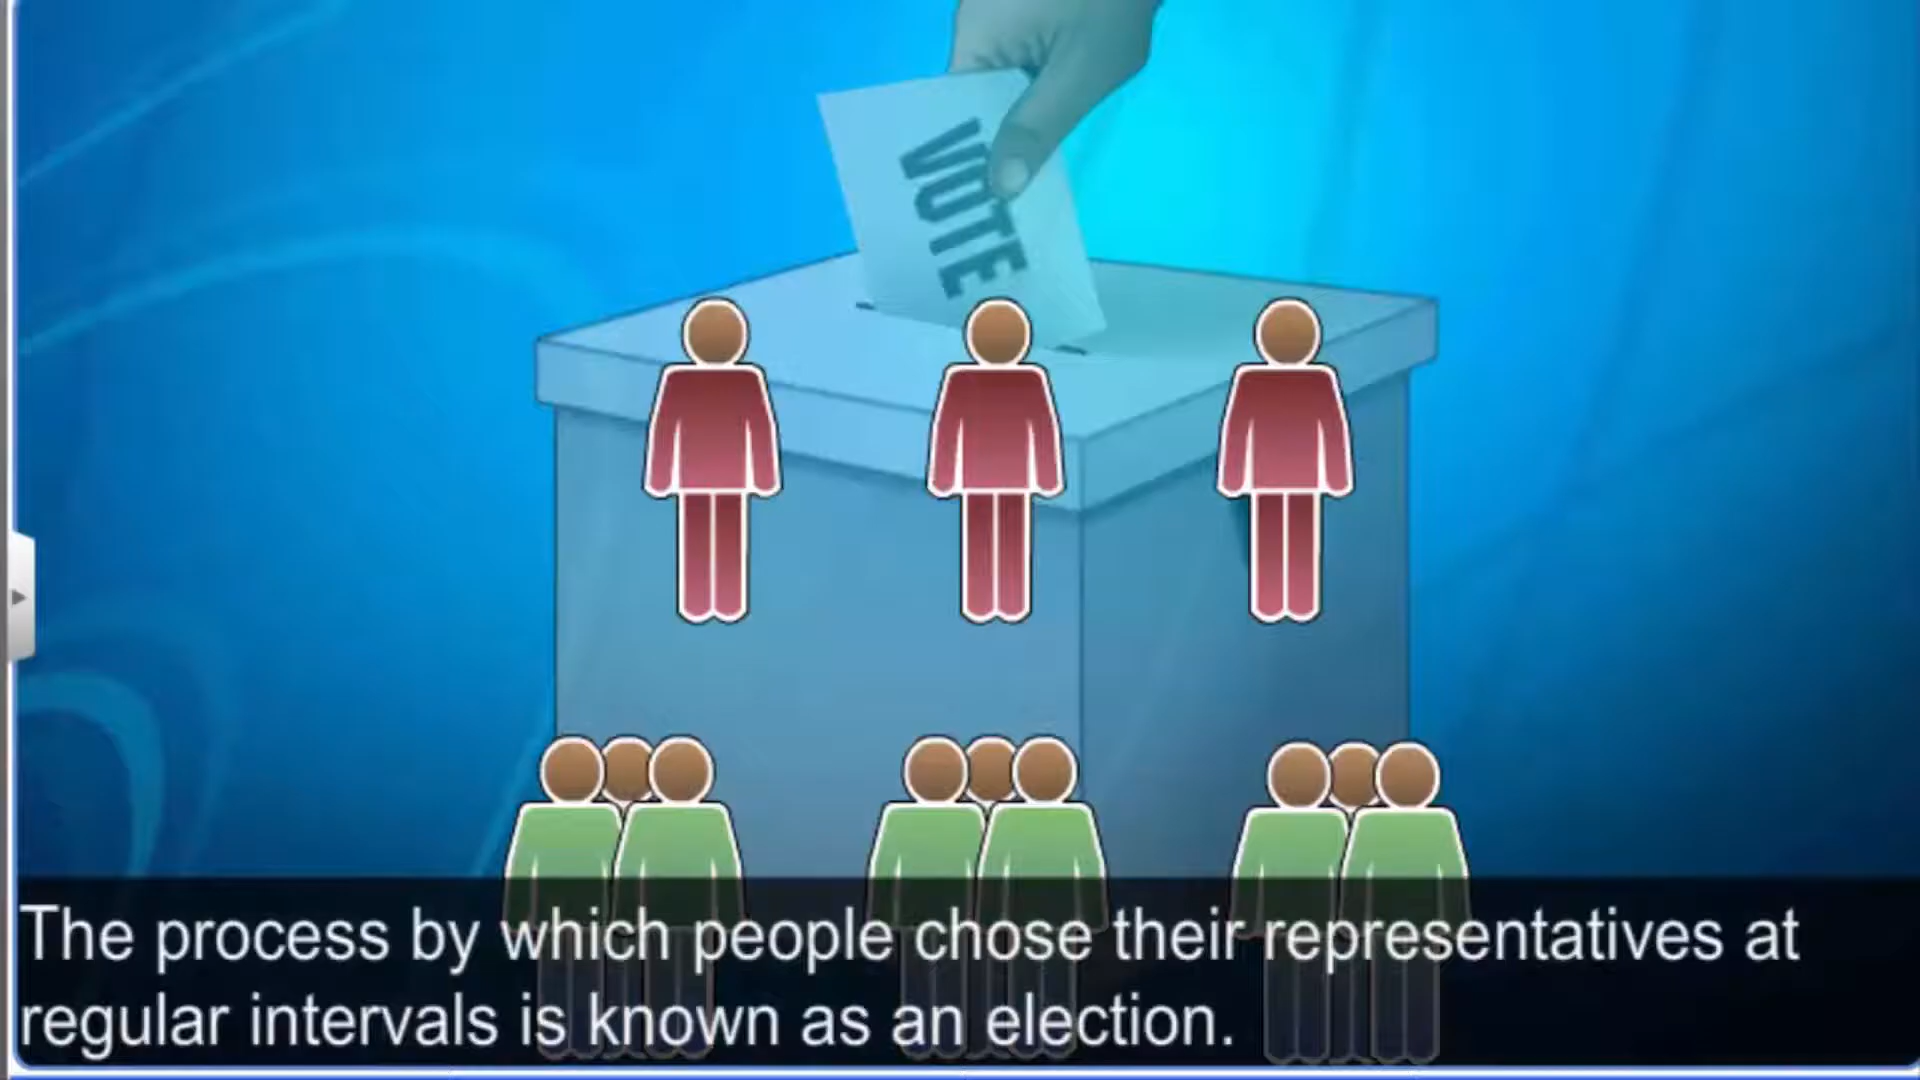 VOTE
The process by which people chose their representatives at
regular intervals is known as an election.